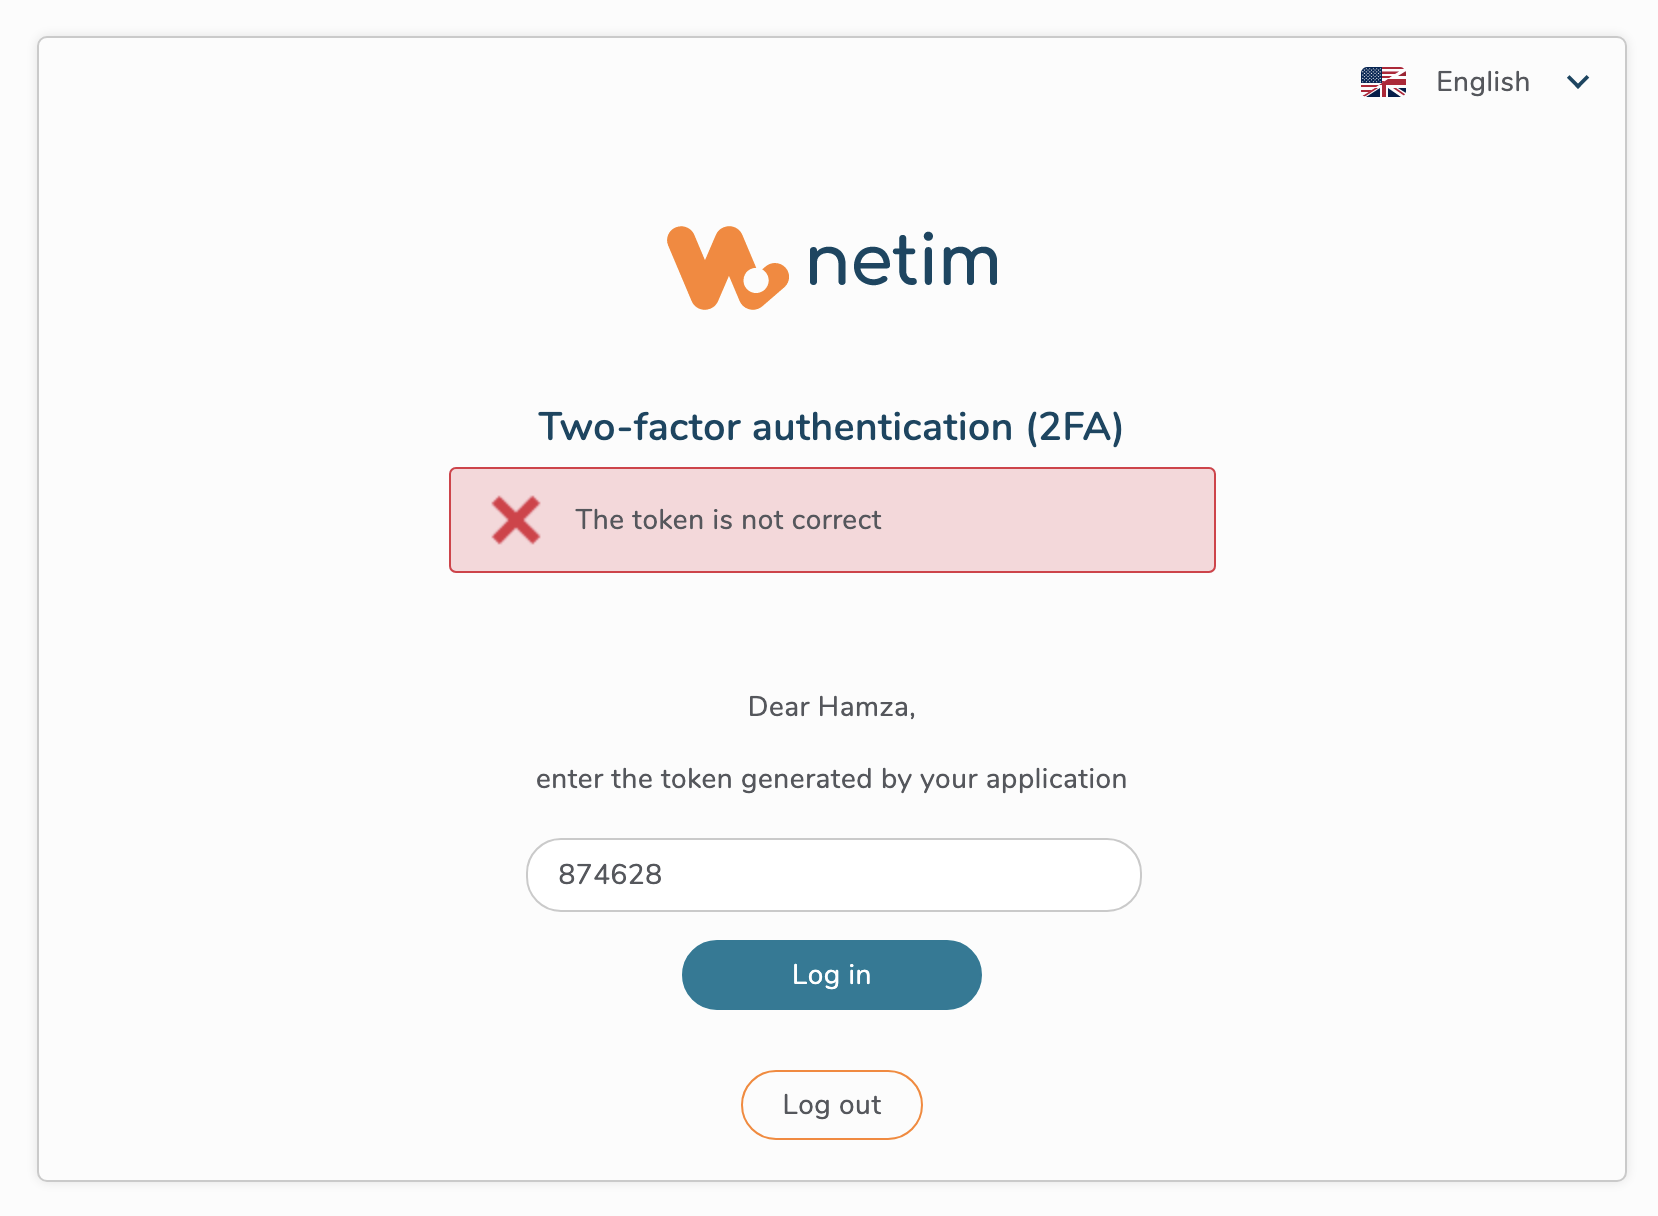 English
netim
Two-factor authentication (2FA)
The token is not correct
Dear Hamza,
enter the token generated by your application
874628
Log in
Log out